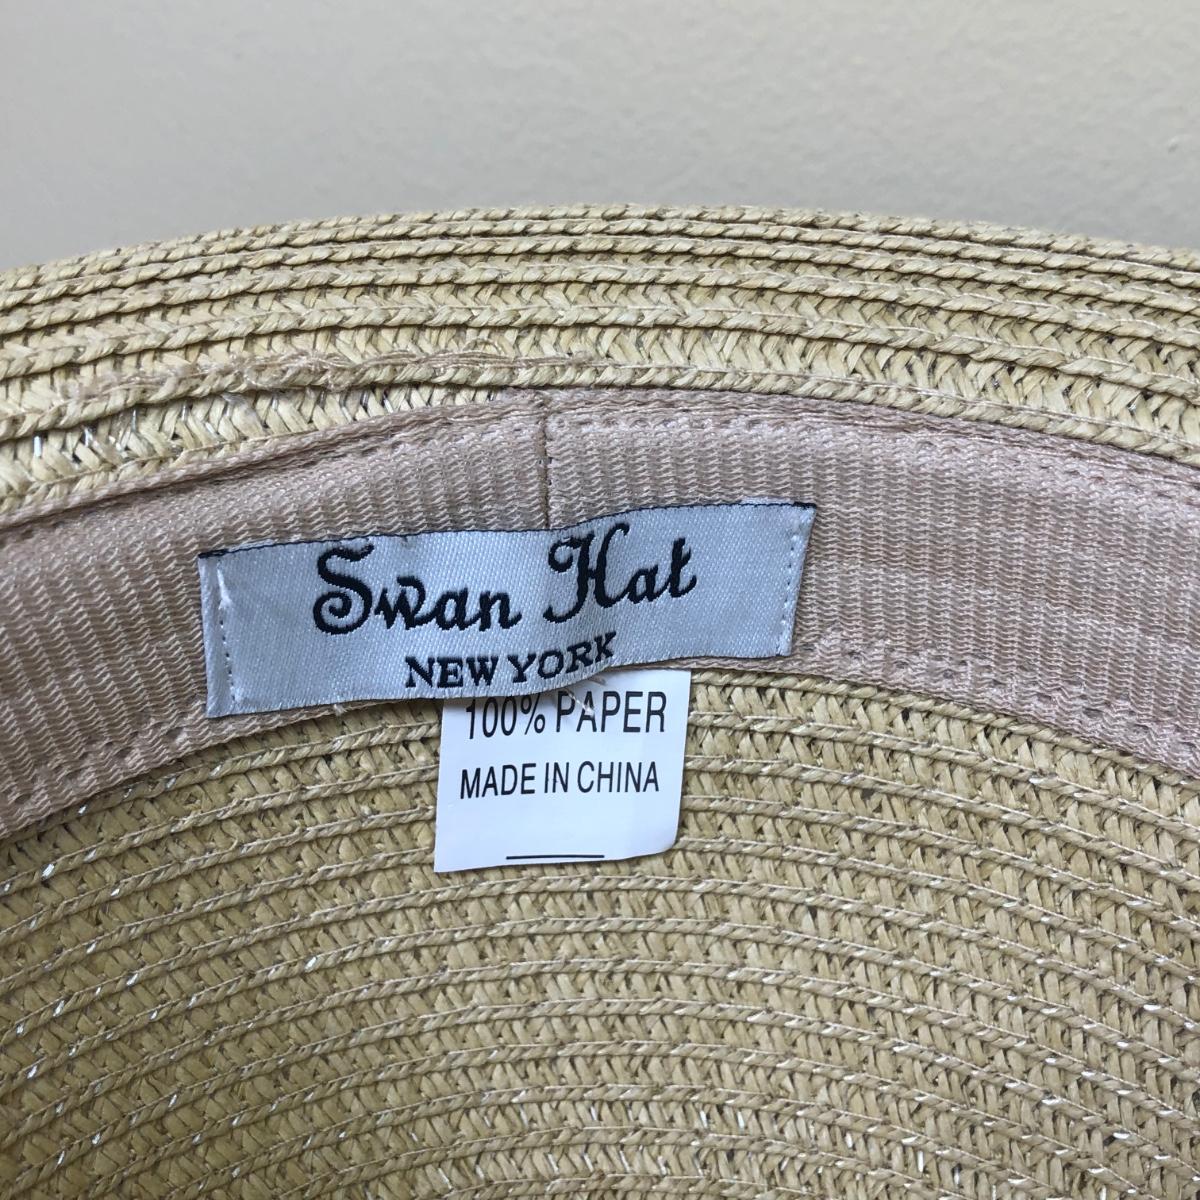 Swan Hat
NEW YORK
100% PAPER
MADE IN CHINA